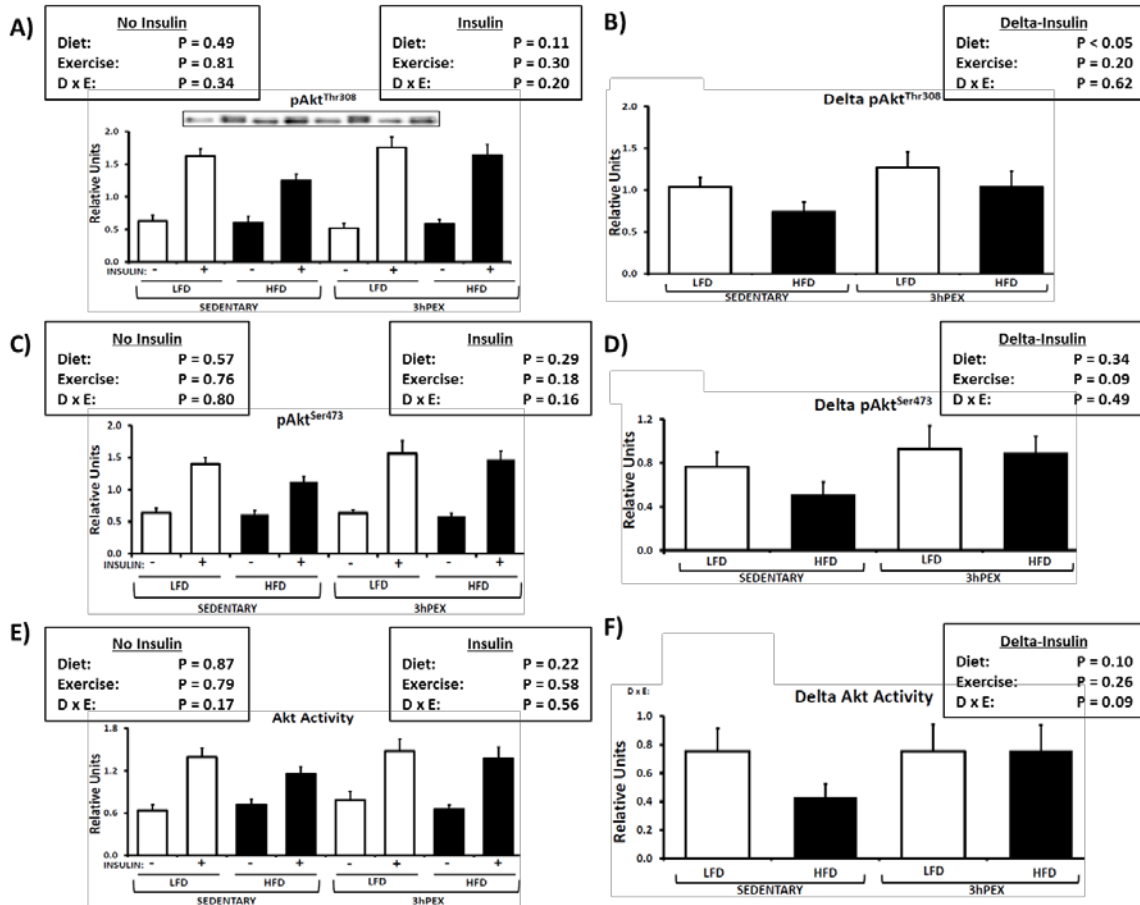 A)
No Insulin
Diet: P = 0.49
Exercise: P = 0.81
D x E: P = 0.34
Insulin
Diet: P = 0.11
Exercise: P = 0.30
D x E: P = 0.20
pAktThr308
Relative Units
2.0
1.5
1.0
0.5
0.0
INSULIN: - + - + - + - +
LFD HFD LFD HFD
SEDENTARY 3hPEX
B)
Delta-Insulin
Diet: P < 0.05
Exercise: P = 0.20
D x E: P = 0.62
Delta pAktThr308
Relative Units
2.0
1.5
1.0
0.5
0.0
LFD HFD LFD HFD
SEDENTARY 3hPEX
C)
No Insulin
Diet: P = 0.57
Exercise: P = 0.76
D x E: P = 0.80
Insulin
Diet: P = 0.29
Exercise: P = 0.18
D x E: P = 0.16
pAktSer473
Relative Units
2.0
1.5
1.0
0.5
0.0
INSULIN: - + - + - + - +
LFD HFD LFD HFD
SEDENTARY 3hPEX
D)
Delta-Insulin
Diet: P = 0.34
Exercise: P = 0.09
D x E: P = 0.49
Delta pAktSer473
Relative Units
1.2
0.8
0.4
0.0
LFD HFD LFD HFD
SEDENTARY 3hPEX
E)
No Insulin
Diet: P = 0.87
Exercise: P = 0.79
D x E: P = 0.17
Insulin
Diet: P = 0.22
Exercise: P = 0.58
D x E: P = 0.56
Akt Activity
Relative Units
1.8
1.2
0.6
0.0
INSULIN: - + - + - + - +
LFD HFD LFD HFD
SEDENTARY 3hPEX
F)
Delta-Insulin
Diet: P = 0.10
Exercise: P = 0.26
D x E: P = 0.09
D x E:
Delta Akt Activity
Relative Units
1.0
0.8
0.6
0.4
0.2
0.0
LFD HFD LFD HFD
SEDENTARY 3hPEX